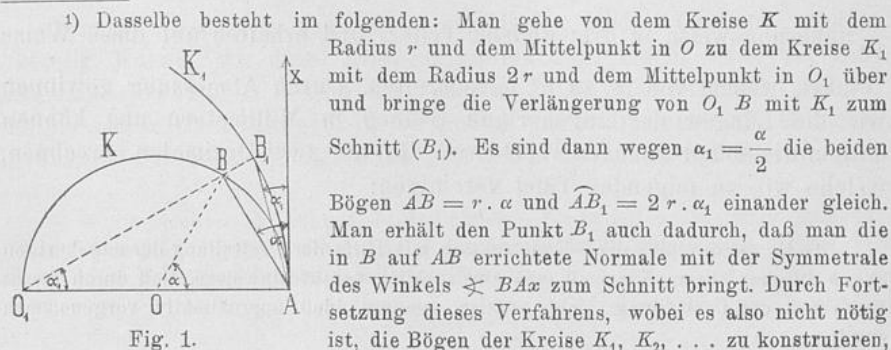 ¹) Dasselbe besteht im folgenden: Man gehe von dem Kreise K mit dem
Radius r und dem Mittelpunkt in O zu dem Kreise K₁
mit dem Radius 2 r und dem Mittelpunkt in O₁ über
und bringe die Verlängerung von O₁ B mit K₁ zum
Schnitt (B₁). Es sind dann wegen α₁ = α/2 die beiden
Bögen A͡B = r . α und A͡B₁ = 2 r . α₁ einander gleich.
Man erhält den Punkt B₁ auch dadurch, daß man die
in B auf AB errichtete Normale mit der Symmetrale
des Winkels ∢ BAx zum Schnitt bringt. Durch Fort-
setzung dieses Verfahrens, wobei es also nicht nötig
ist, die Bögen der Kreise K₁, K₂, . . . zu konstruieren,
K₁
X
K
B
B₁
α₁
O₁
α₁
O
α
A
Fig. 1.